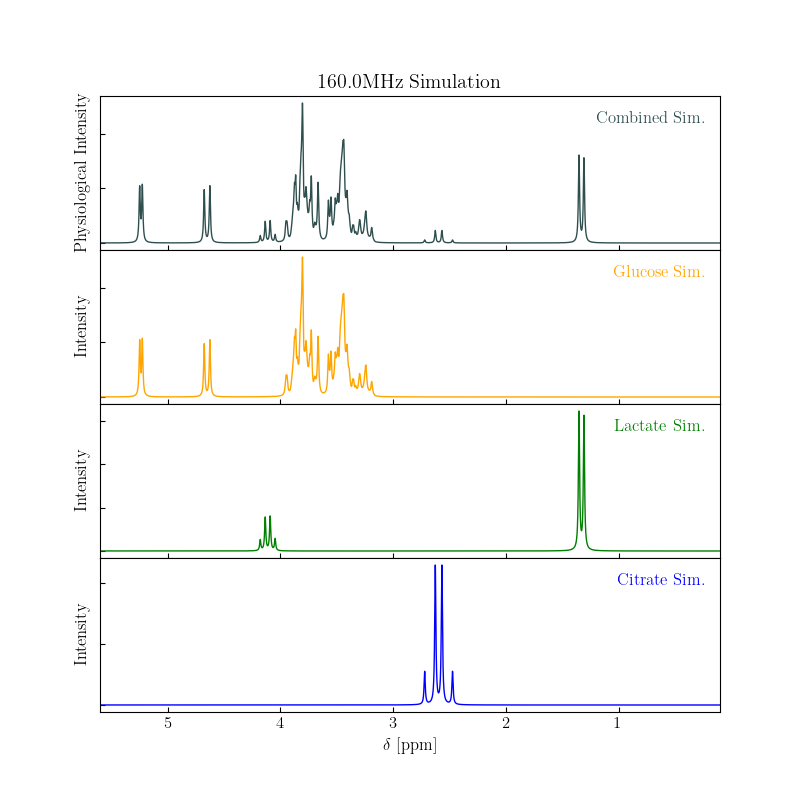 160.0MHz Simulation
Physiological Intensity
Combined Sim.
Intensity
Glucose Sim.
Intensity
Lactate Sim.
Intensity
Citrate Sim.
5 4 3 2 1
δ [ppm]